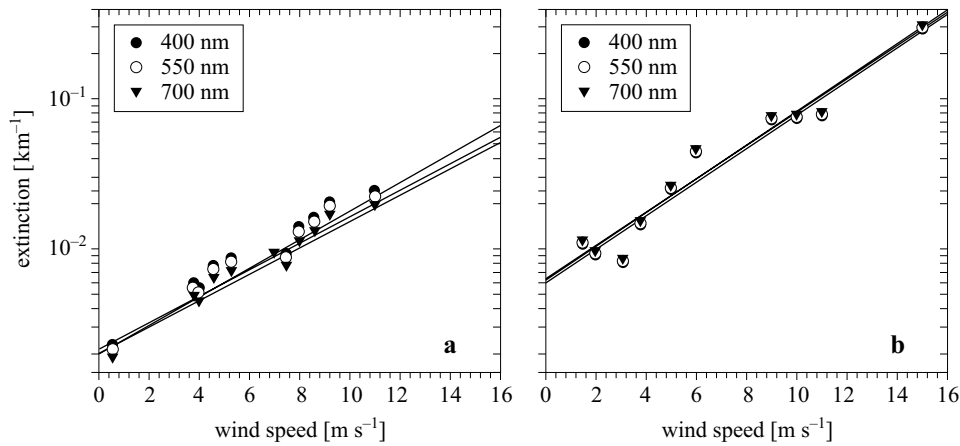 400 nm
550 nm
700 nm
400 nm
550 nm
700 nm
10⁻¹
10⁻²
extinction [km⁻¹]
a
b
0 2 4 6 8 10 12 14 16
0 2 4 6 8 10 12 14 16
wind speed [m s⁻¹]
wind speed [m s⁻¹]